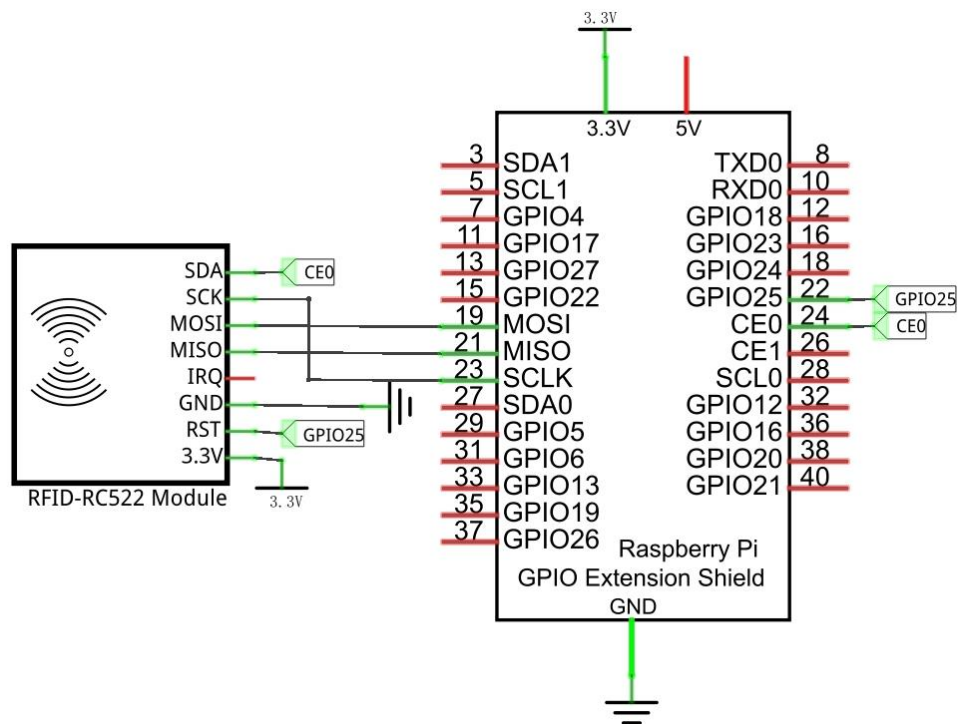 3.3V
3.3V 5V
3 SDA1 TXD0 8
5 SCL1 RXD0 10
7 GPIO4 GPIO18 12
11 GPIO17 GPIO23 16
13 GPIO27 GPIO24 18
15 GPIO22 GPIO25 22 GPIO25
19 MOSI CE0 24 CE0
21 MISO CE1 26
23 SCLK SCL0 28
27 SDA0 GPIO12 32
29 GPIO5 GPIO16 36
31 GPIO6 GPIO20 38
33 GPIO13 GPIO21 40
35 GPIO19
37 GPIO26
Raspberry Pi
GPIO Extension Shield
GND
SDA CE0
SCK
MOSI
MISO
IRQ
GND
RST GPIO25
3.3V
3.3V
RFID-RC522 Module